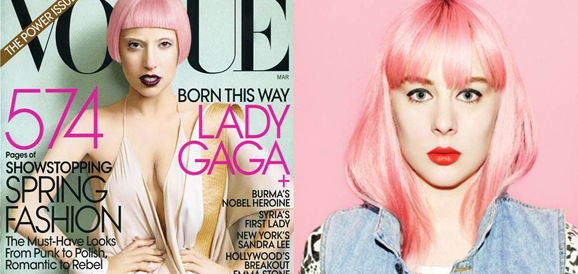 THE POWER ISSUE
VOGUE
MAR
574
Pages of
SHOWSTOPPING
SPRING
FASHION
The Must-Have Looks
From Punk to Polish,
Romantic to Rebel
BORN THIS WAY
LADY
GAGA
+
BURMA'S
NOBEL HEROINE
SYRIA'S
FIRST LADY
NEW YORK'S
SANDRA LEE
HOLLYWOOD'S
BREAKOUT
EMMA STONE